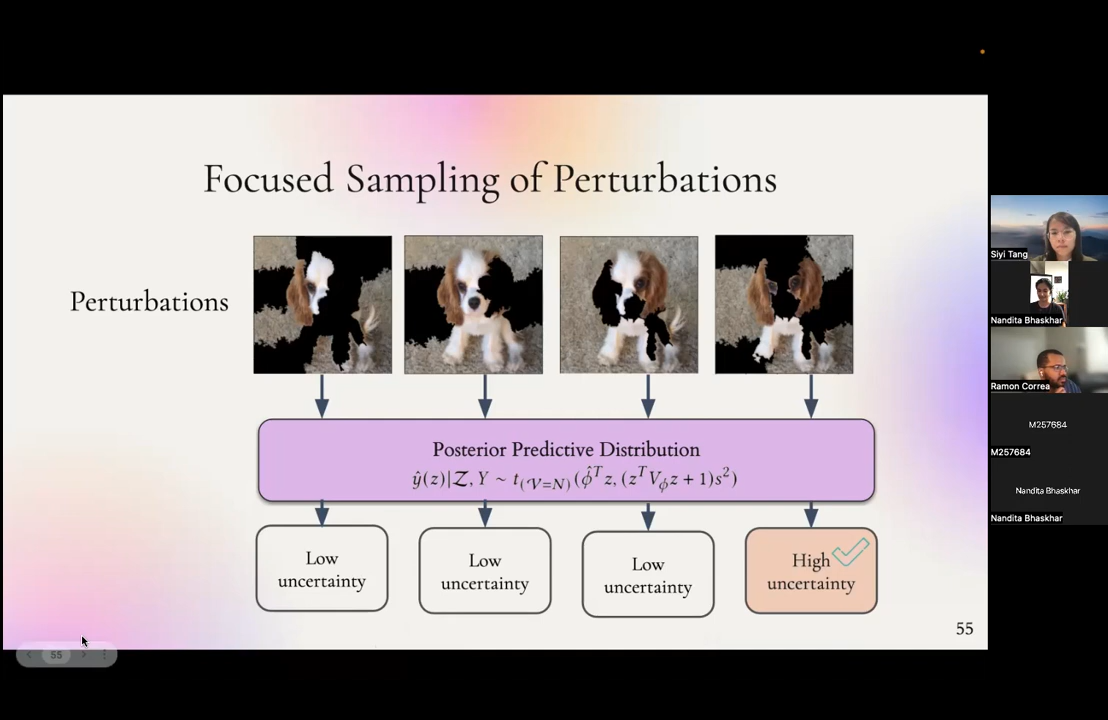 Focused Sampling of Perturbations
Perturbations
Posterior Predictive Distribution
ŷ(z)|𝒵, Y ~ t(𝒱=N)(φ̂ᵀz, (zᵀVφz + 1)s²)
Low
uncertainty
Low
uncertainty
Low
uncertainty
High
uncertainty
55
55
Siyi Tang
Nandita Bhaskhar
Ramon Correa
M257684
M257684
Nandita Bhaskhar
Nandita Bhaskhar